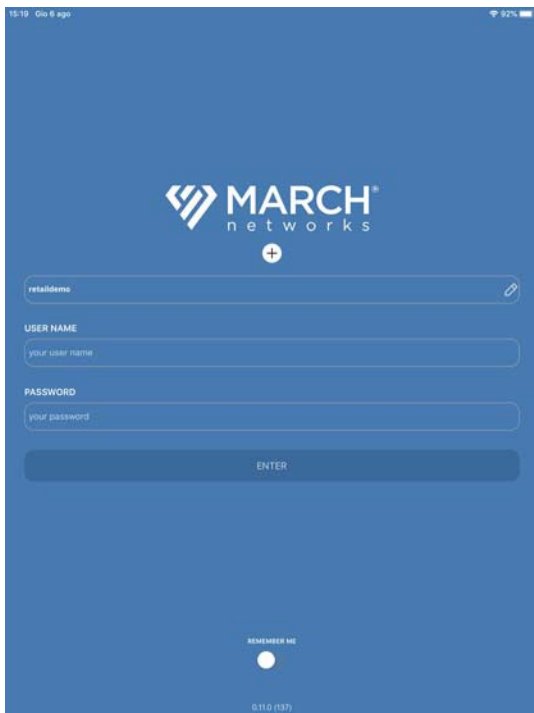 15:19 Gio 6 ago 92%
MARCH®
networks
retaildemo
USER NAME
your user name
PASSWORD
your password
ENTER
REMEMBER ME
0.11.0 (137)